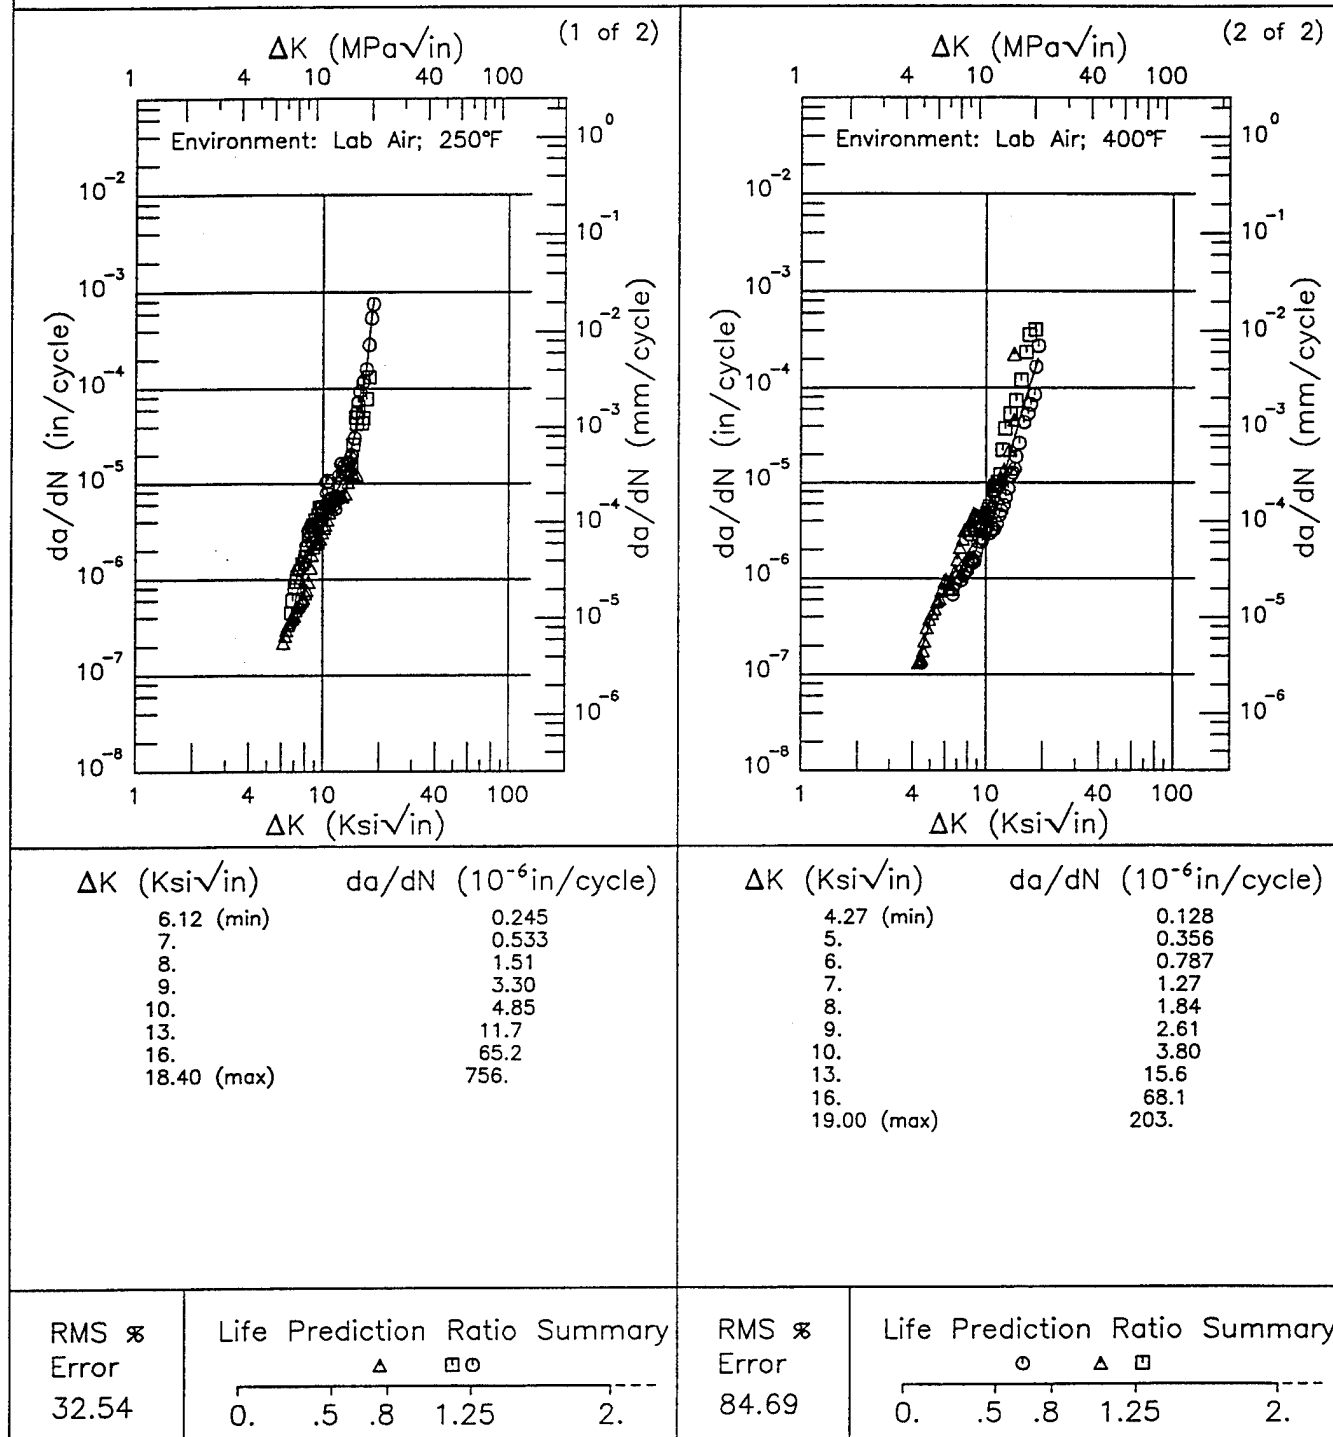 (1 of 2)
ΔK (MPa√in)
1 4 10 40 100
Environment: Lab Air; 250°F
da/dN (in/cycle)
10⁻²
10⁻³
10⁻⁴
10⁻⁵
10⁻⁶
10⁻⁷
10⁻⁸
da/dN (mm/cycle)
10⁰
10⁻¹
10⁻²
10⁻³
10⁻⁴
10⁻⁵
10⁻⁶
1 4 10 40 100
ΔK (Ksi√in)
ΔK (Ksi√in) da/dN (10⁻⁶in/cycle)
6.12 (min) 0.245
7. 0.533
8. 1.51
9. 3.30
10. 4.85
13. 11.7
16. 65.2
18.40 (max) 756.
RMS %
Error
32.54
Life Prediction Ratio Summary
0. .5 .8 1.25 2.
(2 of 2)
ΔK (MPa√in)
1 4 10 40 100
Environment: Lab Air; 400°F
da/dN (in/cycle)
10⁻²
10⁻³
10⁻⁴
10⁻⁵
10⁻⁶
10⁻⁷
10⁻⁸
da/dN (mm/cycle)
10⁰
10⁻¹
10⁻²
10⁻³
10⁻⁴
10⁻⁵
10⁻⁶
1 4 10 40 100
ΔK (Ksi√in)
ΔK (Ksi√in) da/dN (10⁻⁶in/cycle)
4.27 (min) 0.128
5. 0.356
6. 0.787
7. 1.27
8. 1.84
9. 2.61
10. 3.80
13. 15.6
16. 68.1
19.00 (max) 203.
RMS %
Error
84.69
Life Prediction Ratio Summary
0. .5 .8 1.25 2.